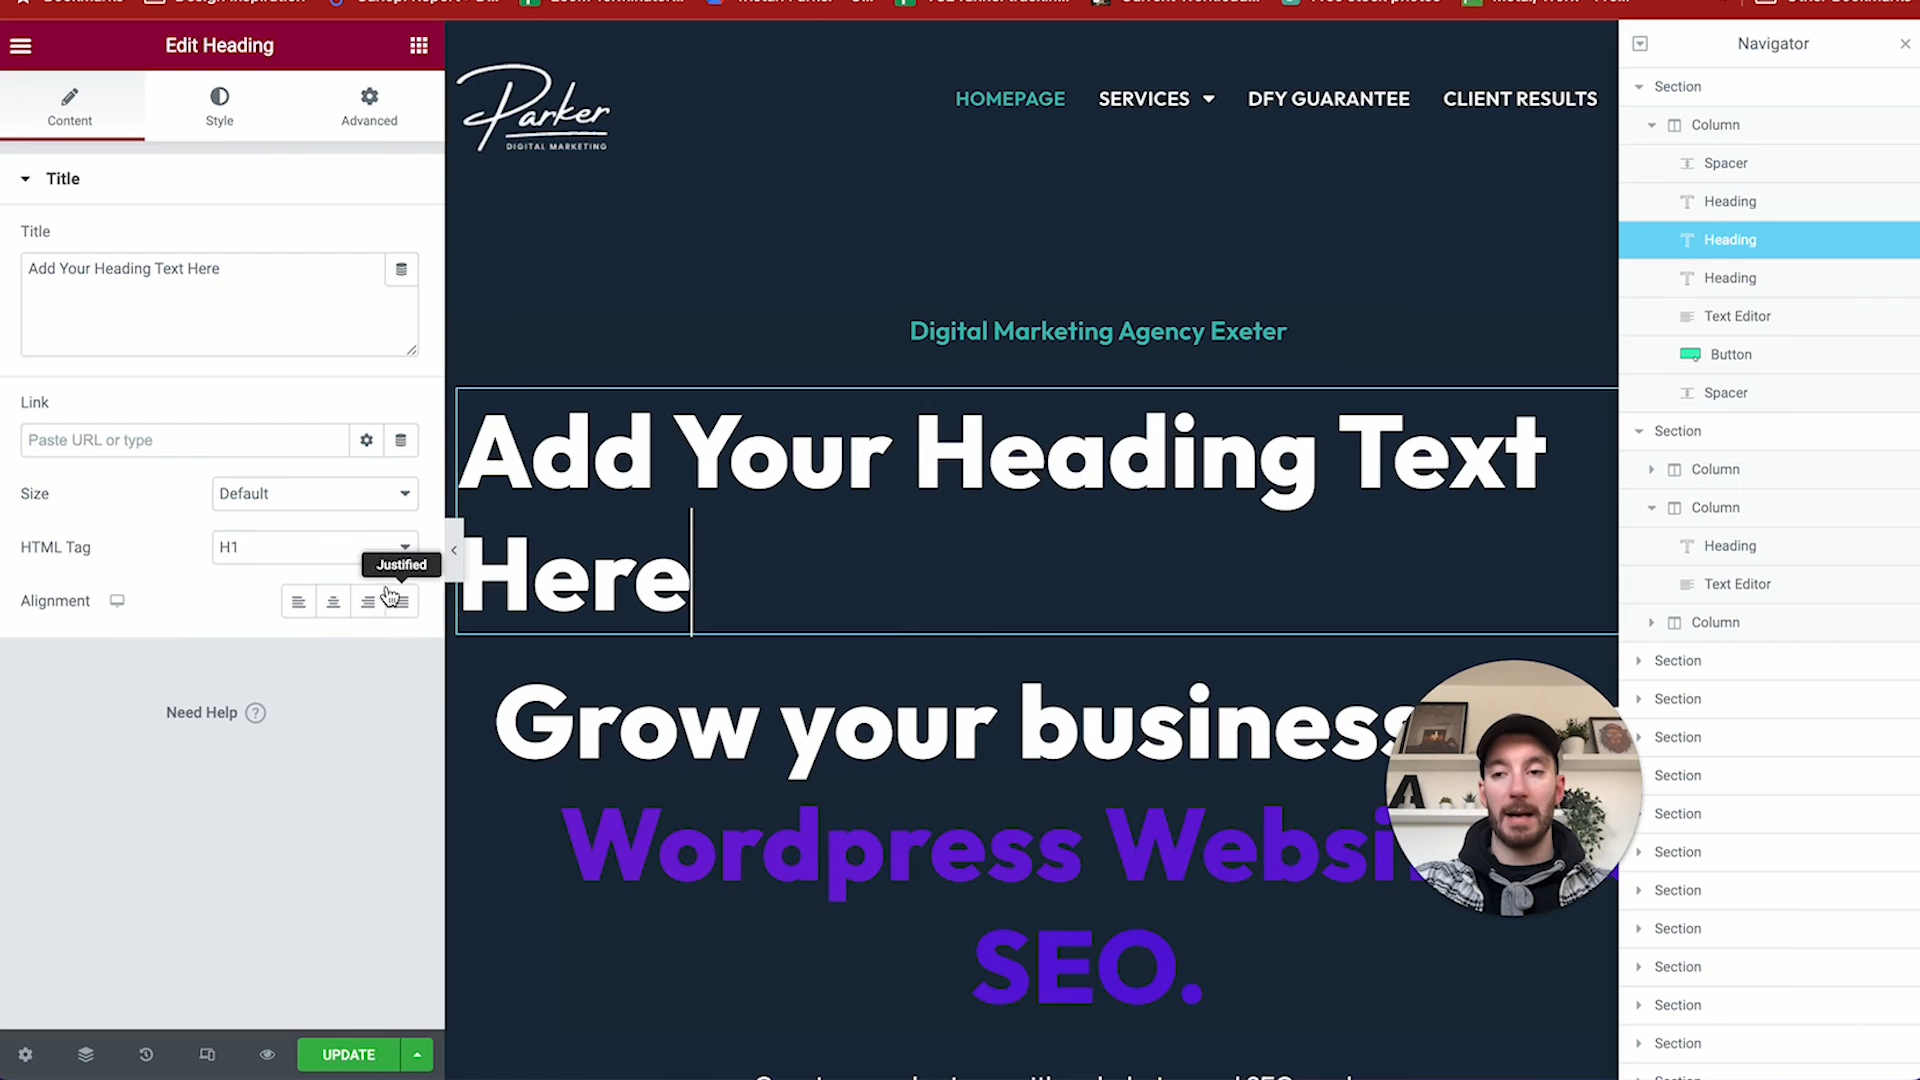 Bookmarks
Edit Heading
Content
Style
Advanced
Title
Title
Add Your Heading Text Here
Link
Paste URL or type
Size
Default
HTML Tag
H1
Justified
Alignment
Need Help
?
UPDATE
Parker
DIGITAL MARKETING
HOMEPAGE
SERVICES
DFY GUARANTEE
CLIENT RESULTS
Digital Marketing Agency Exeter
Add Your Heading Text
Here
Grow your business
Wordpress Websi
SEO.
Navigator
Section
Column
Spacer
Heading
Heading
Heading
Text Editor
Button
Spacer
Section
Column
Column
Heading
Text Editor
Column
Section
Section
Section
Section
Section
Section
Section
Section
Section
Section
Section